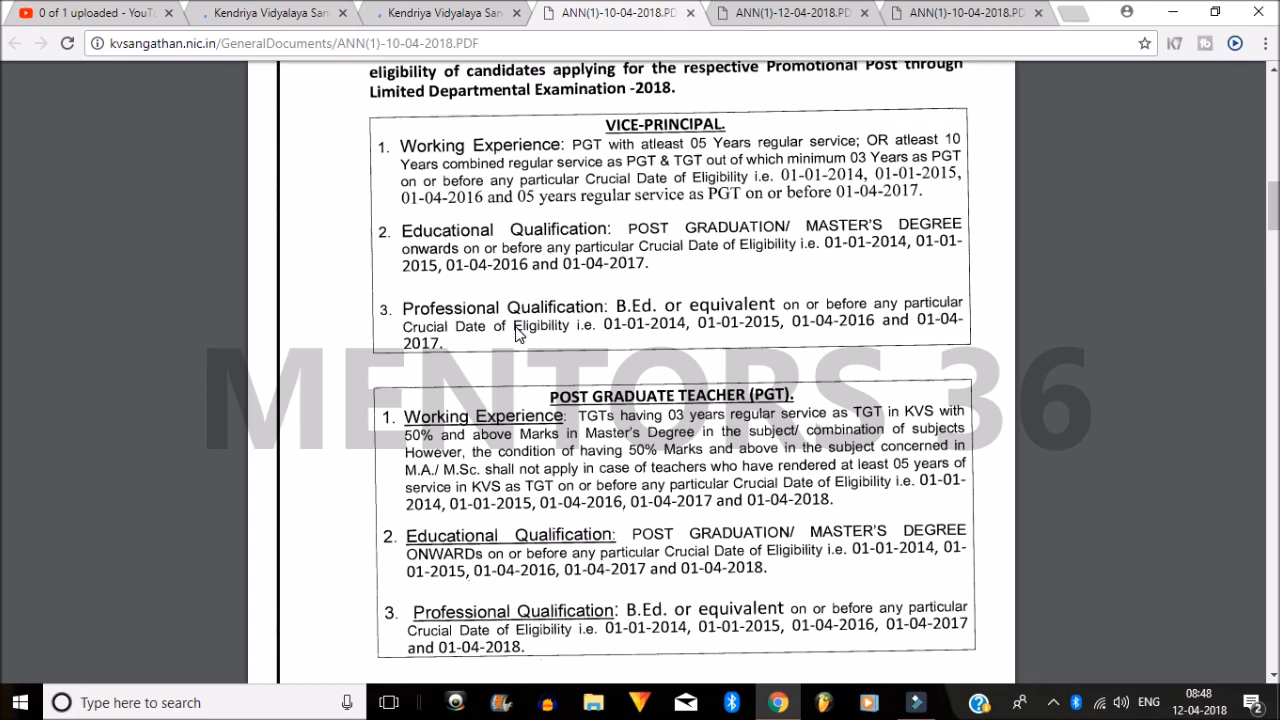 0 of 1 uploaded - YouTu
Kendriya Vidyalaya San
Kendriya Vidyalaya San
ANN(1)-10-04-2018.PD
ANN(1)-12-04-2018.PD
ANN(1)-10-04-2018.PD
kvsangathan.nic.in/GeneralDocuments/ANN(1)-10-04-2018.PDF
eligibility of candidates applying for the respective Promotional Post through
Limited Departmental Examination -2018.
VICE-PRINCIPAL.
1. Working Experience: PGT with atleast 05 Years regular service; OR atleast 10
Years combined regular service as PGT & TGT out of which minimum 03 Years as PGT
on or before any particular Crucial Date of Eligibility i.e. 01-01-2014, 01-01-2015,
01-04-2016 and 05 years regular service as PGT on or before 01-04-2017.
2. Educational Qualification: POST GRADUATION/ MASTER'S DEGREE
onwards on or before any particular Crucial Date of Eligibility i.e. 01-01-2014, 01-01-
2015, 01-04-2016 and 01-04-2017.
3. Professional Qualification: B.Ed. or equivalent on or before any particular
Crucial Date of Eligibility i.e. 01-01-2014, 01-01-2015, 01-04-2016 and 01-04-
2017.
MENTORS 36
POST GRADUATE TEACHER (PGT).
1. Working Experience: TGTs having 03 years regular service as TGT in KVS with
50% and above Marks in Master's Degree in the subject/ combination of subjects
However, the condition of having 50% Marks and above in the subject concerned in
M.A./ M.Sc. shall not apply in case of teachers who have rendered at least 05 years of
service in KVS as TGT on or before any particular Crucial Date of Eligibility i.e. 01-01-
2014, 01-01-2015, 01-04-2016, 01-04-2017 and 01-04-2018.
2. Educational Qualification: POST GRADUATION/ MASTER'S DEGREE
ONWARDs on or before any particular Crucial Date of Eligibility i.e. 01-01-2014, 01-
01-2015, 01-04-2016, 01-04-2017 and 01-04-2018.
3. Professional Qualification: B.Ed. or equivalent on or before any particular
Crucial Date of Eligibility i.e. 01-01-2014, 01-01-2015, 01-04-2016, 01-04-2017
and 01-04-2018.
Type here to search
ENG
08:48
12-04-2018
2